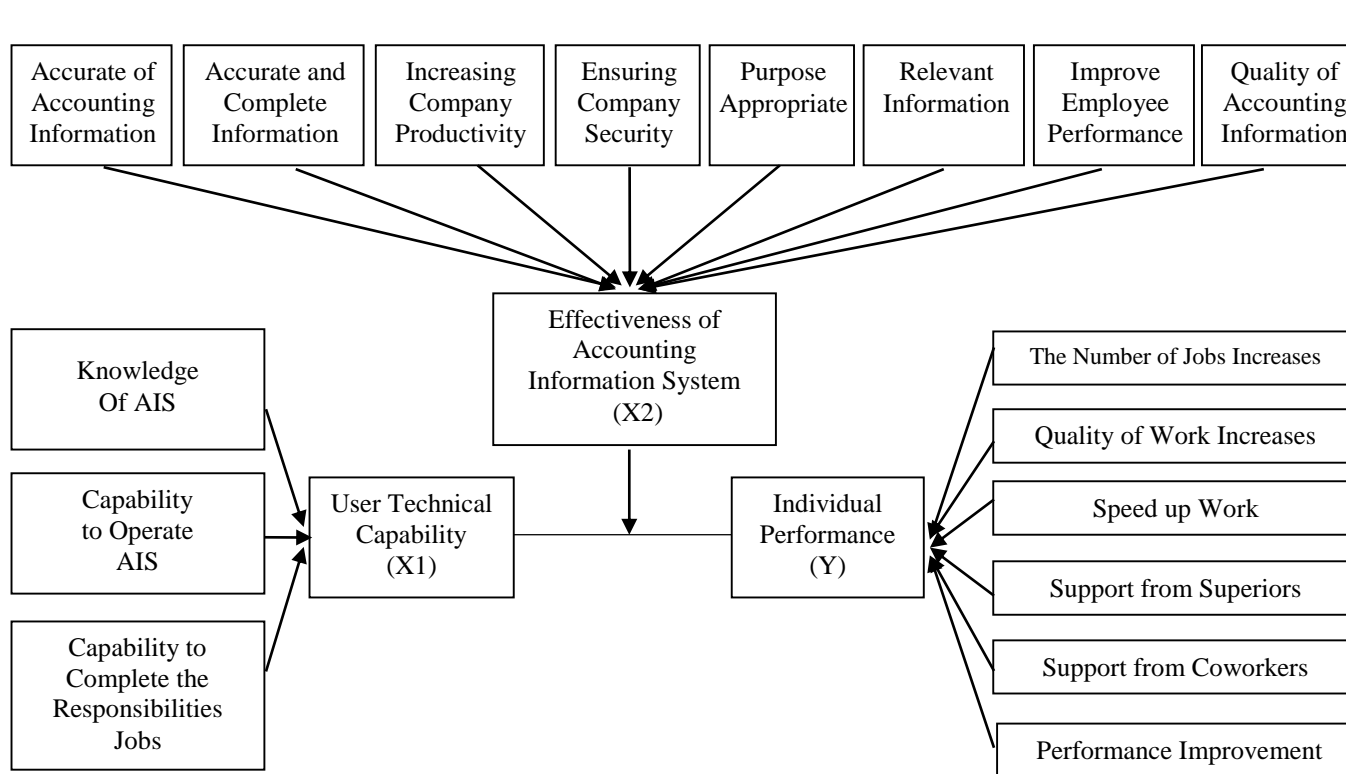 Accurate of
Accounting
Information
Accurate and
Complete
Information
Increasing
Company
Productivity
Ensuring
Company
Security
Purpose
Appropriate
Relevant
Information
Improve
Employee
Performance
Quality of
Accounting
Information
Effectiveness of
Accounting
Information System
(X2)
Knowledge
Of AIS
Capability
to Operate
AIS
Capability to
Complete the
Responsibilities
Jobs
User Technical
Capability
(X1)
Individual
Performance
(Y)
The Number of Jobs Increases
Quality of Work Increases
Speed up Work
Support from Superiors
Support from Coworkers
Performance Improvement